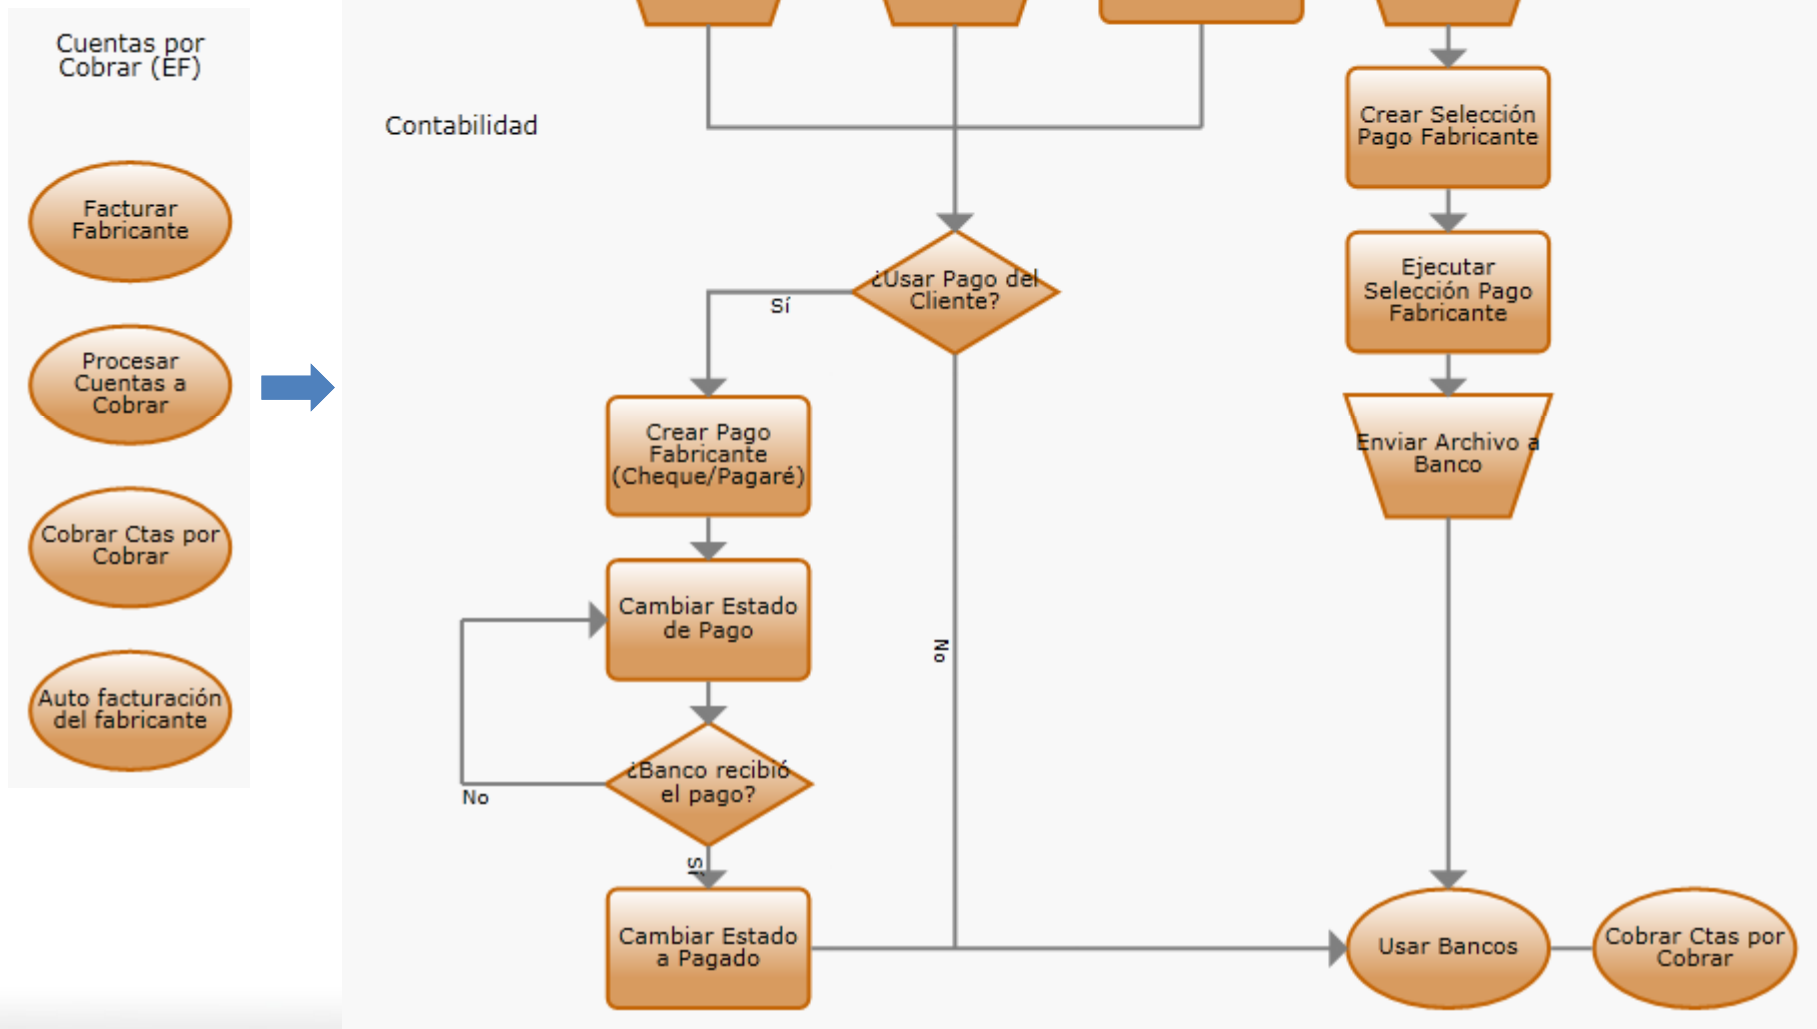 Cuentas por
Cobrar (EF)
Facturar
Fabricante
Procesar
Cuentas a
Cobrar
Cobrar Ctas por
Cobrar
Auto facturación
del fabricante
Contabilidad
Crear Selección
Pago Fabricante
¿Usar Pago del
Cliente?
Sí
Ejecutar
Selección Pago
Fabricante
Crear Pago
Fabricante
(Cheque/Pagaré)
Enviar Archivo a
Banco
Cambiar Estado
de Pago
No
¿Banco recibió
el pago?
No
Sí
Cambiar Estado
a Pagado
Usar Bancos
Cobrar Ctas por
Cobrar